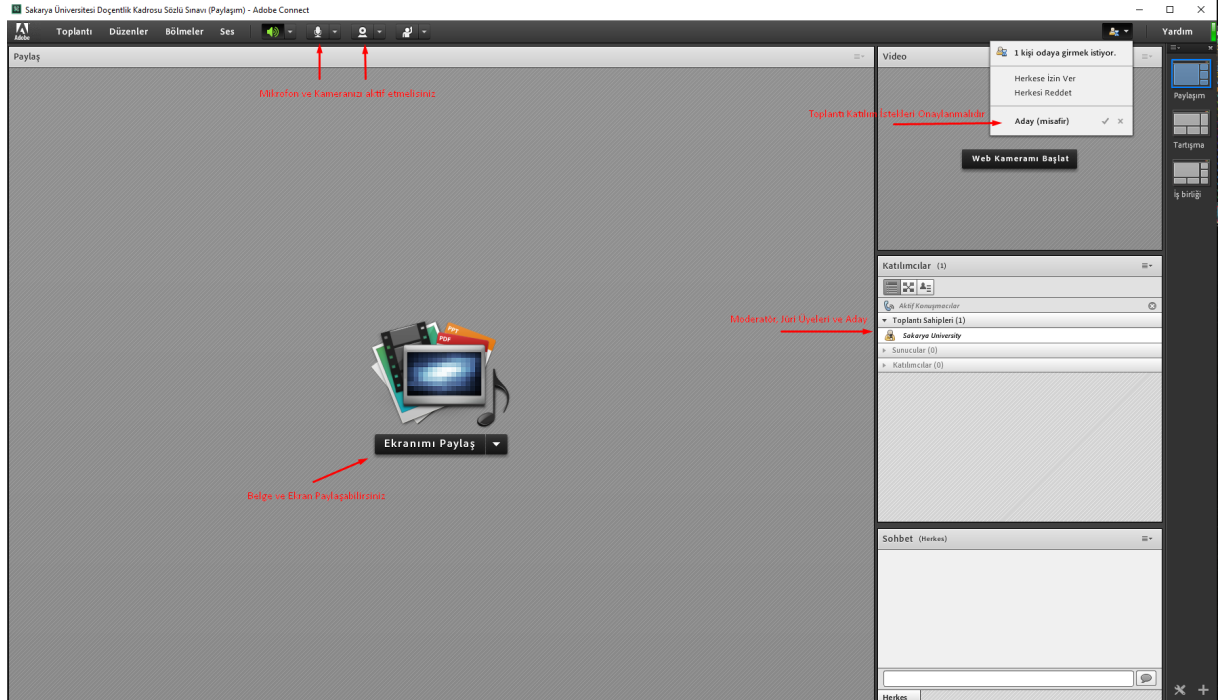 Sakarya Üniversitesi Doçentlik Kadrosu Sözlü Sınavı (Paylaşım) - Adobe Connect
Adobe Toplantı Düzenler Bölmeler Ses Yardım
Paylaş
Video
1 kişi odaya girmek istiyor.
Herkese İzin Ver
Herkesi Reddet
Aday (misafir)
Mikrofon ve Kameranızı aktif etmelisiniz
Toplantı Katılım İstekleri Onaylanmalıdır
Web Kameramı Başlat
Paylaşım
Tartışma
İş birliği
Katılımcılar (1)
Aktif Konuşmacılar
Toplantı Sahipleri (1)
Sakarya University
Sunucular (0)
Katılımcılar (0)
Moderatör, Jüri Üyeleri ve Aday
PPT
PDF
Ekranımı Paylaş
Belge ve Ekran Paylaşabilirsiniz
Sohbet (Herkes)
Herkes